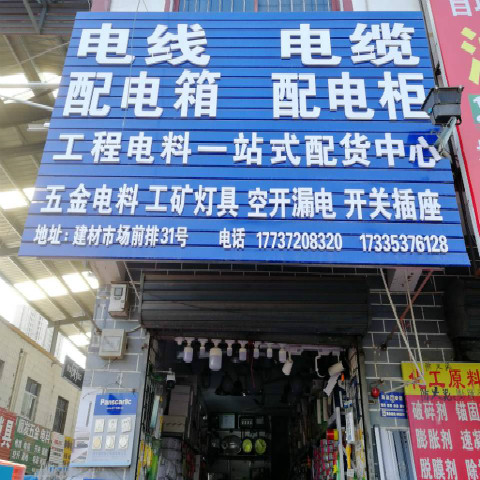 电线 电缆
配电箱 配电柜
工程电料一站式配货中心
五金电料 工矿灯具 空开漏电 开关插座
地址:建材市场前排31号 电话 17737208320 17335376128
Panscarlic
工原料
破碎剂 锚固
膨胀剂 速
脱膜剂